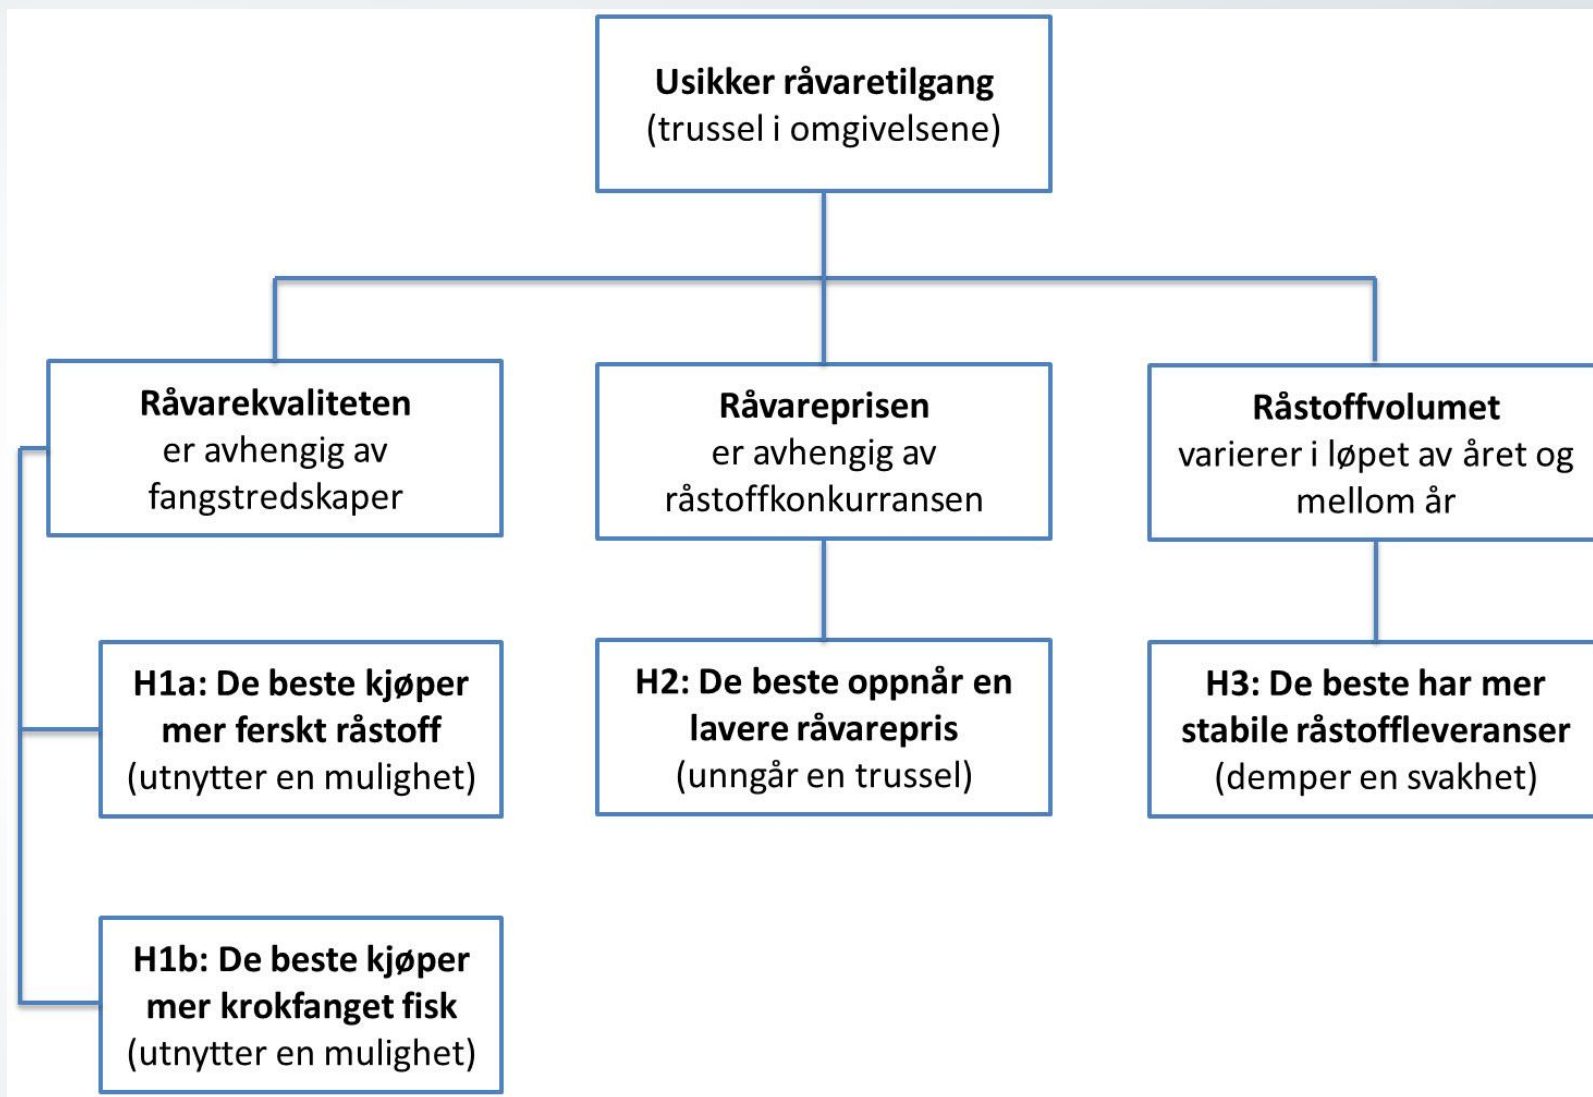 Usikker råvaretilgang
(trussel i omgivelsene)
Råvarekvaliteten
er avhengig av
fangstredskaper
Råvareprisen
er avhengig av
råstoffkonkurransen
Råstoffvolumet
varierer i løpet av året og
mellom år
H1a: De beste kjøper
mer ferskt råstoff
(utnytter en mulighet)
H2: De beste oppnår en
lavere råvarepris
(unngår en trussel)
H3: De beste har mer
stabile råstoffleveranser
(demper en svakhet)
H1b: De beste kjøper
mer krokfanget fisk
(utnytter en mulighet)